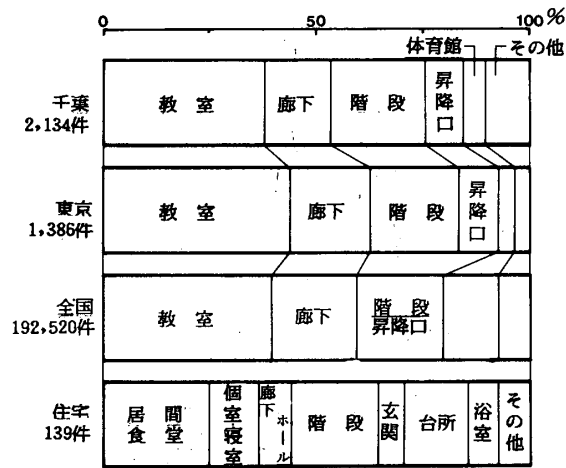 0 50 100 %
体育館 その他
千葉
2,134件
教室 廊下 階段 昇降口
東京
1,386件
教室 廊下 階段 昇降口
全国
192,520件
教室 廊下 階段
昇降口
住宅
139件
居間
食堂
個室・寝室
廊下
ホール
階段
玄関
台所
浴室
その他